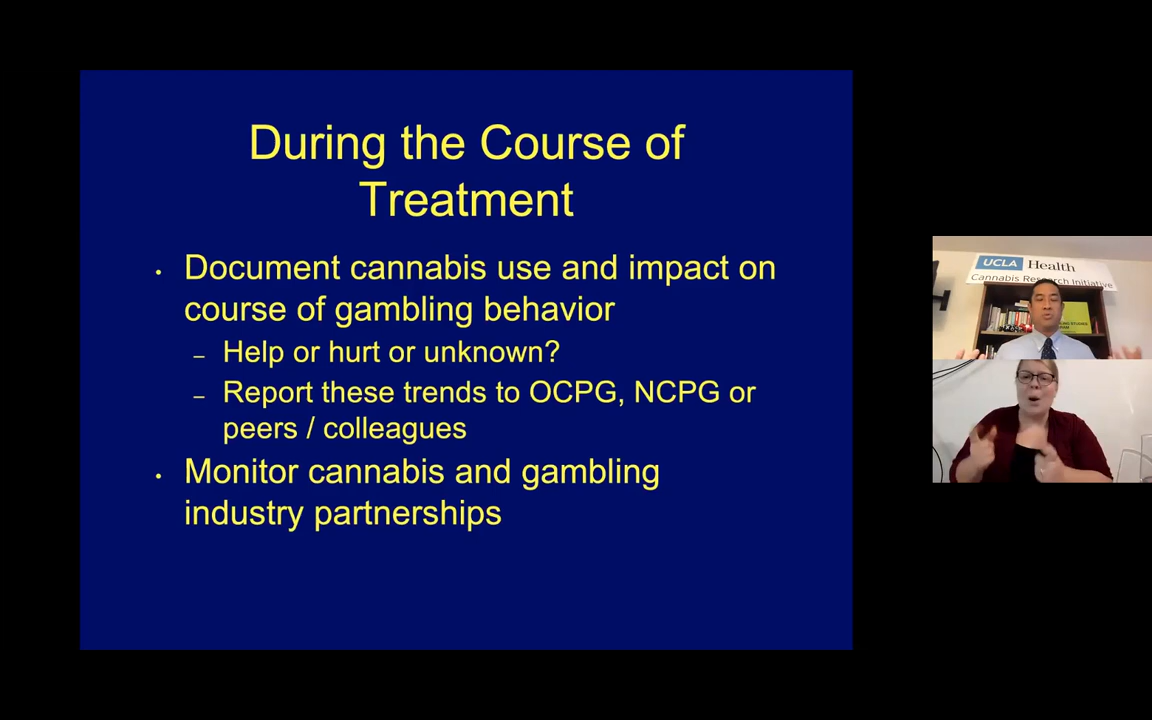 During the Course of
Treatment
• Document cannabis use and impact on
course of gambling behavior
– Help or hurt or unknown?
– Report these trends to OCPG, NCPG or
peers / colleagues
• Monitor cannabis and gambling
industry partnerships
UCLA Health
Cannabis Research Initiative